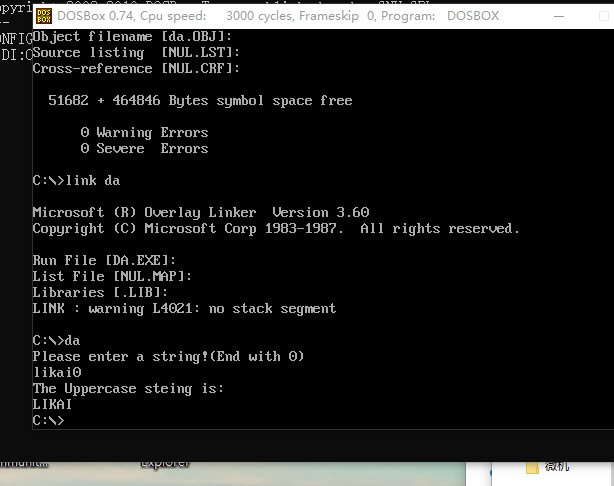 DOSBox 0.74, Cpu speed: 3000 cycles, Frameskip 0, Program: DOSBOX
Object filename [da.OBJ]:
Source listing [NUL.LST]:
Cross-reference [NUL.CRF]:
51682 + 464846 Bytes symbol space free
0 Warning Errors
0 Severe Errors
C:\>link da
Microsoft (R) Overlay Linker Version 3.60
Copyright (C) Microsoft Corp 1983-1987. All rights reserved.
Run File [DA.EXE]:
List File [NUL.MAP]:
Libraries [.LIB]:
LINK : warning L4021: no stack segment
C:\>da
Please enter a string!(End with 0)
likai0
The Uppercase steing is:
LIKAI
C:\>
Explorer
微机